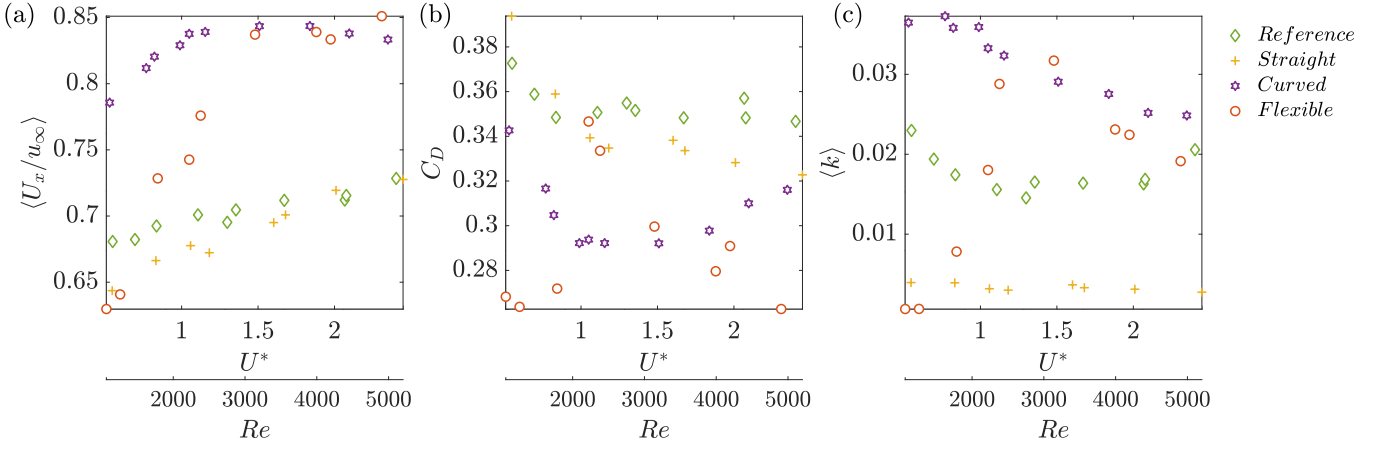 (a)
0.85
0.8
0.75
0.7
0.65
⟨U_x/u_∞⟩
1 1.5 2
U*
2000 3000 4000 5000
Re
(b)
0.38
0.36
0.34
0.32
0.3
0.28
C_D
1 1.5 2
U*
2000 3000 4000 5000
Re
(c)
0.03
0.02
0.01
⟨k⟩
1 1.5 2
U*
2000 3000 4000 5000
Re
Reference
Straight
Curved
Flexible